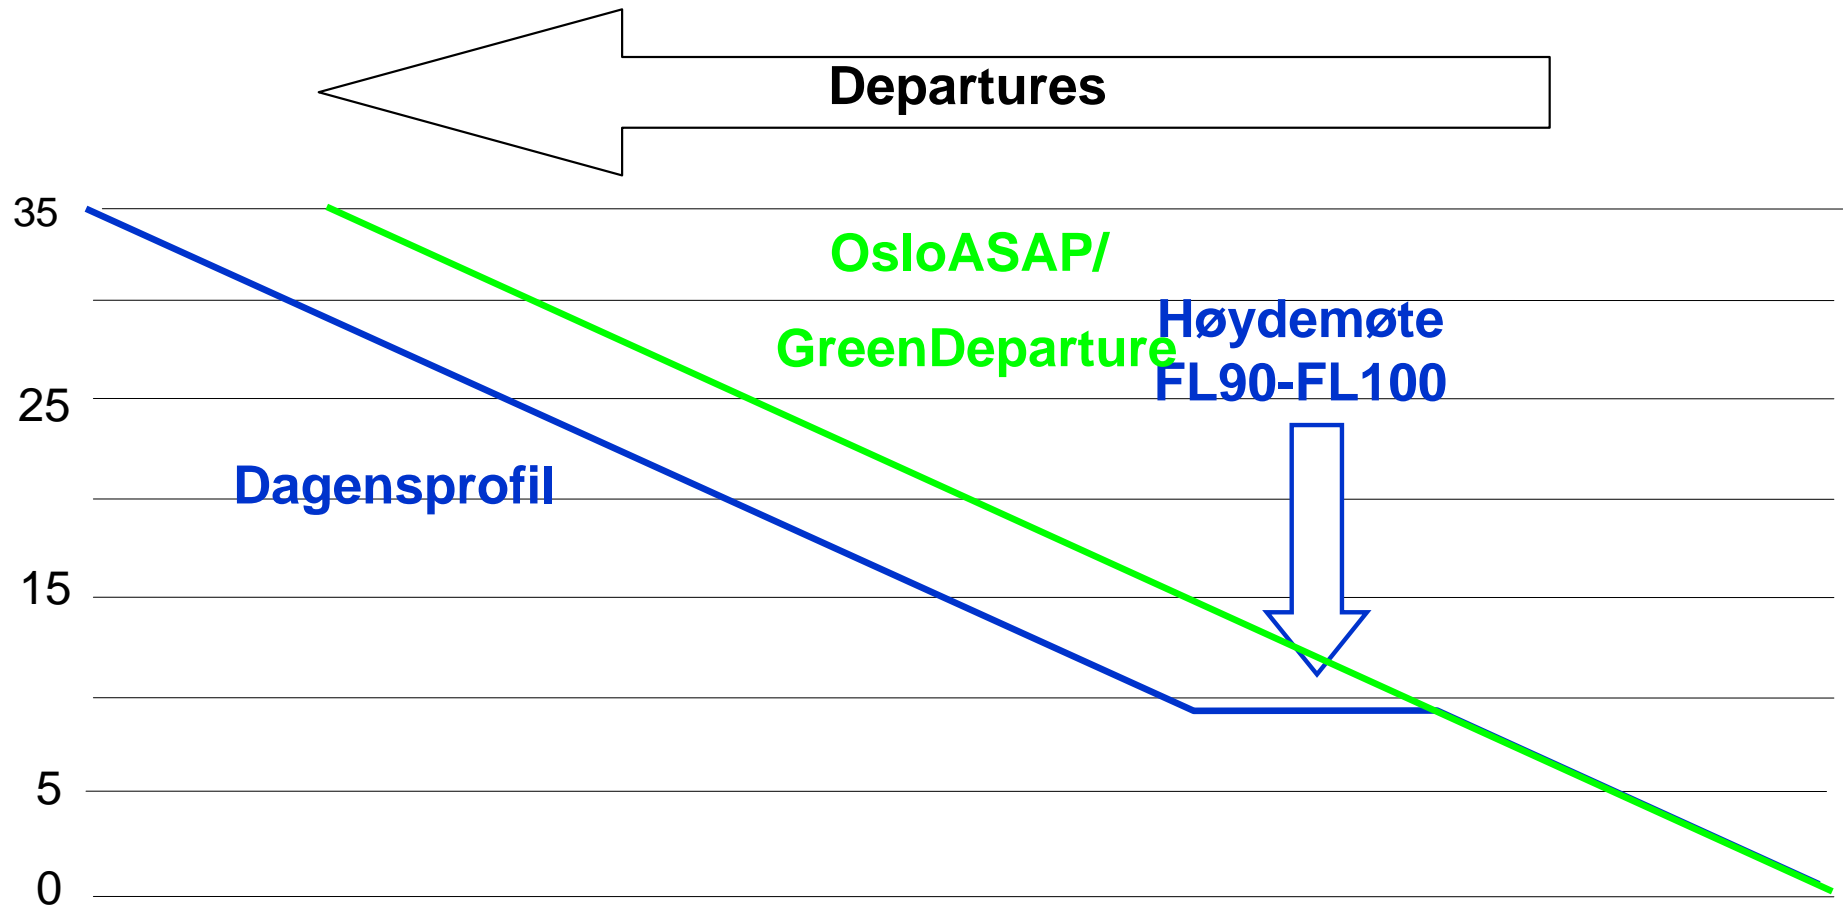 Departures
35
OsloASAP/
GreenDeparture
Høydemøte
FL90-FL100
25
Dagensprofil
15
5
0